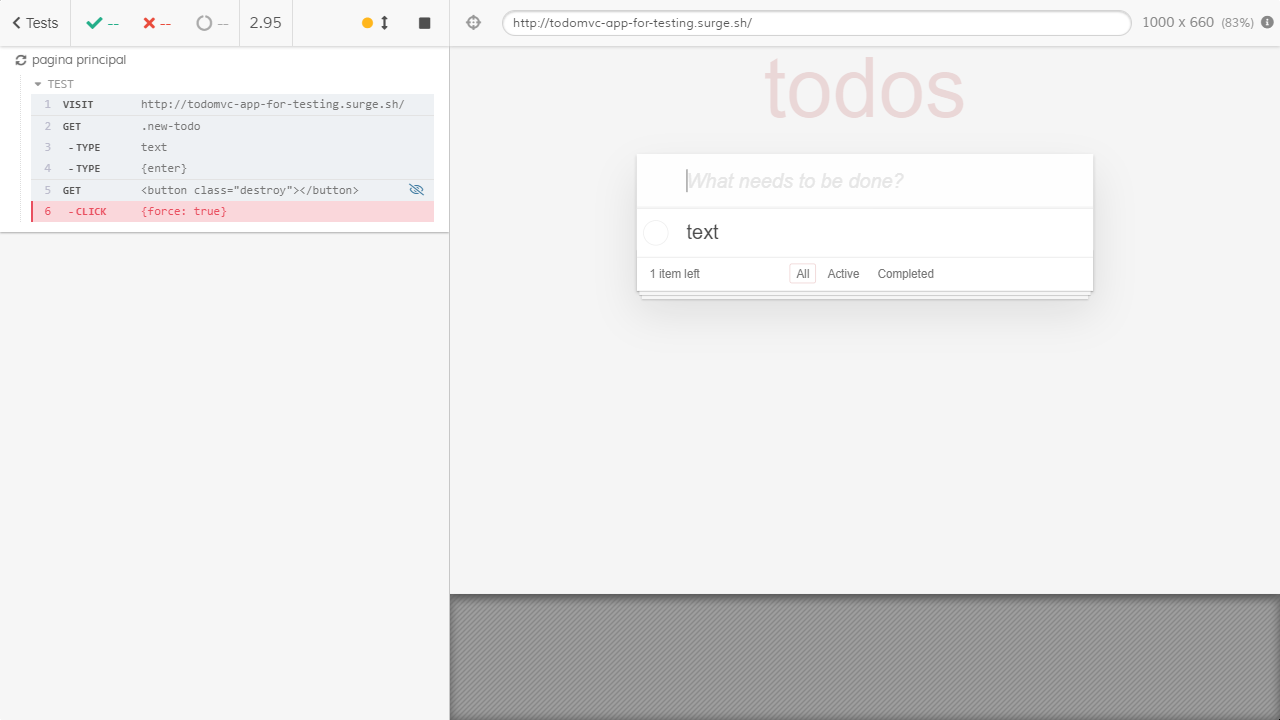 Tests -- -- -- 2.95
http://todomvc-app-for-testing.surge.sh/ 1000 x 660 (83%)
pagina principal
TEST
1 VISIT http://todomvc-app-for-testing.surge.sh/
2 GET .new-todo
3 -TYPE text
4 -TYPE {enter}
5 GET <button class="destroy"></button>
6 -CLICK {force: true}
todos
What needs to be done?
text
1 item left All Active Completed